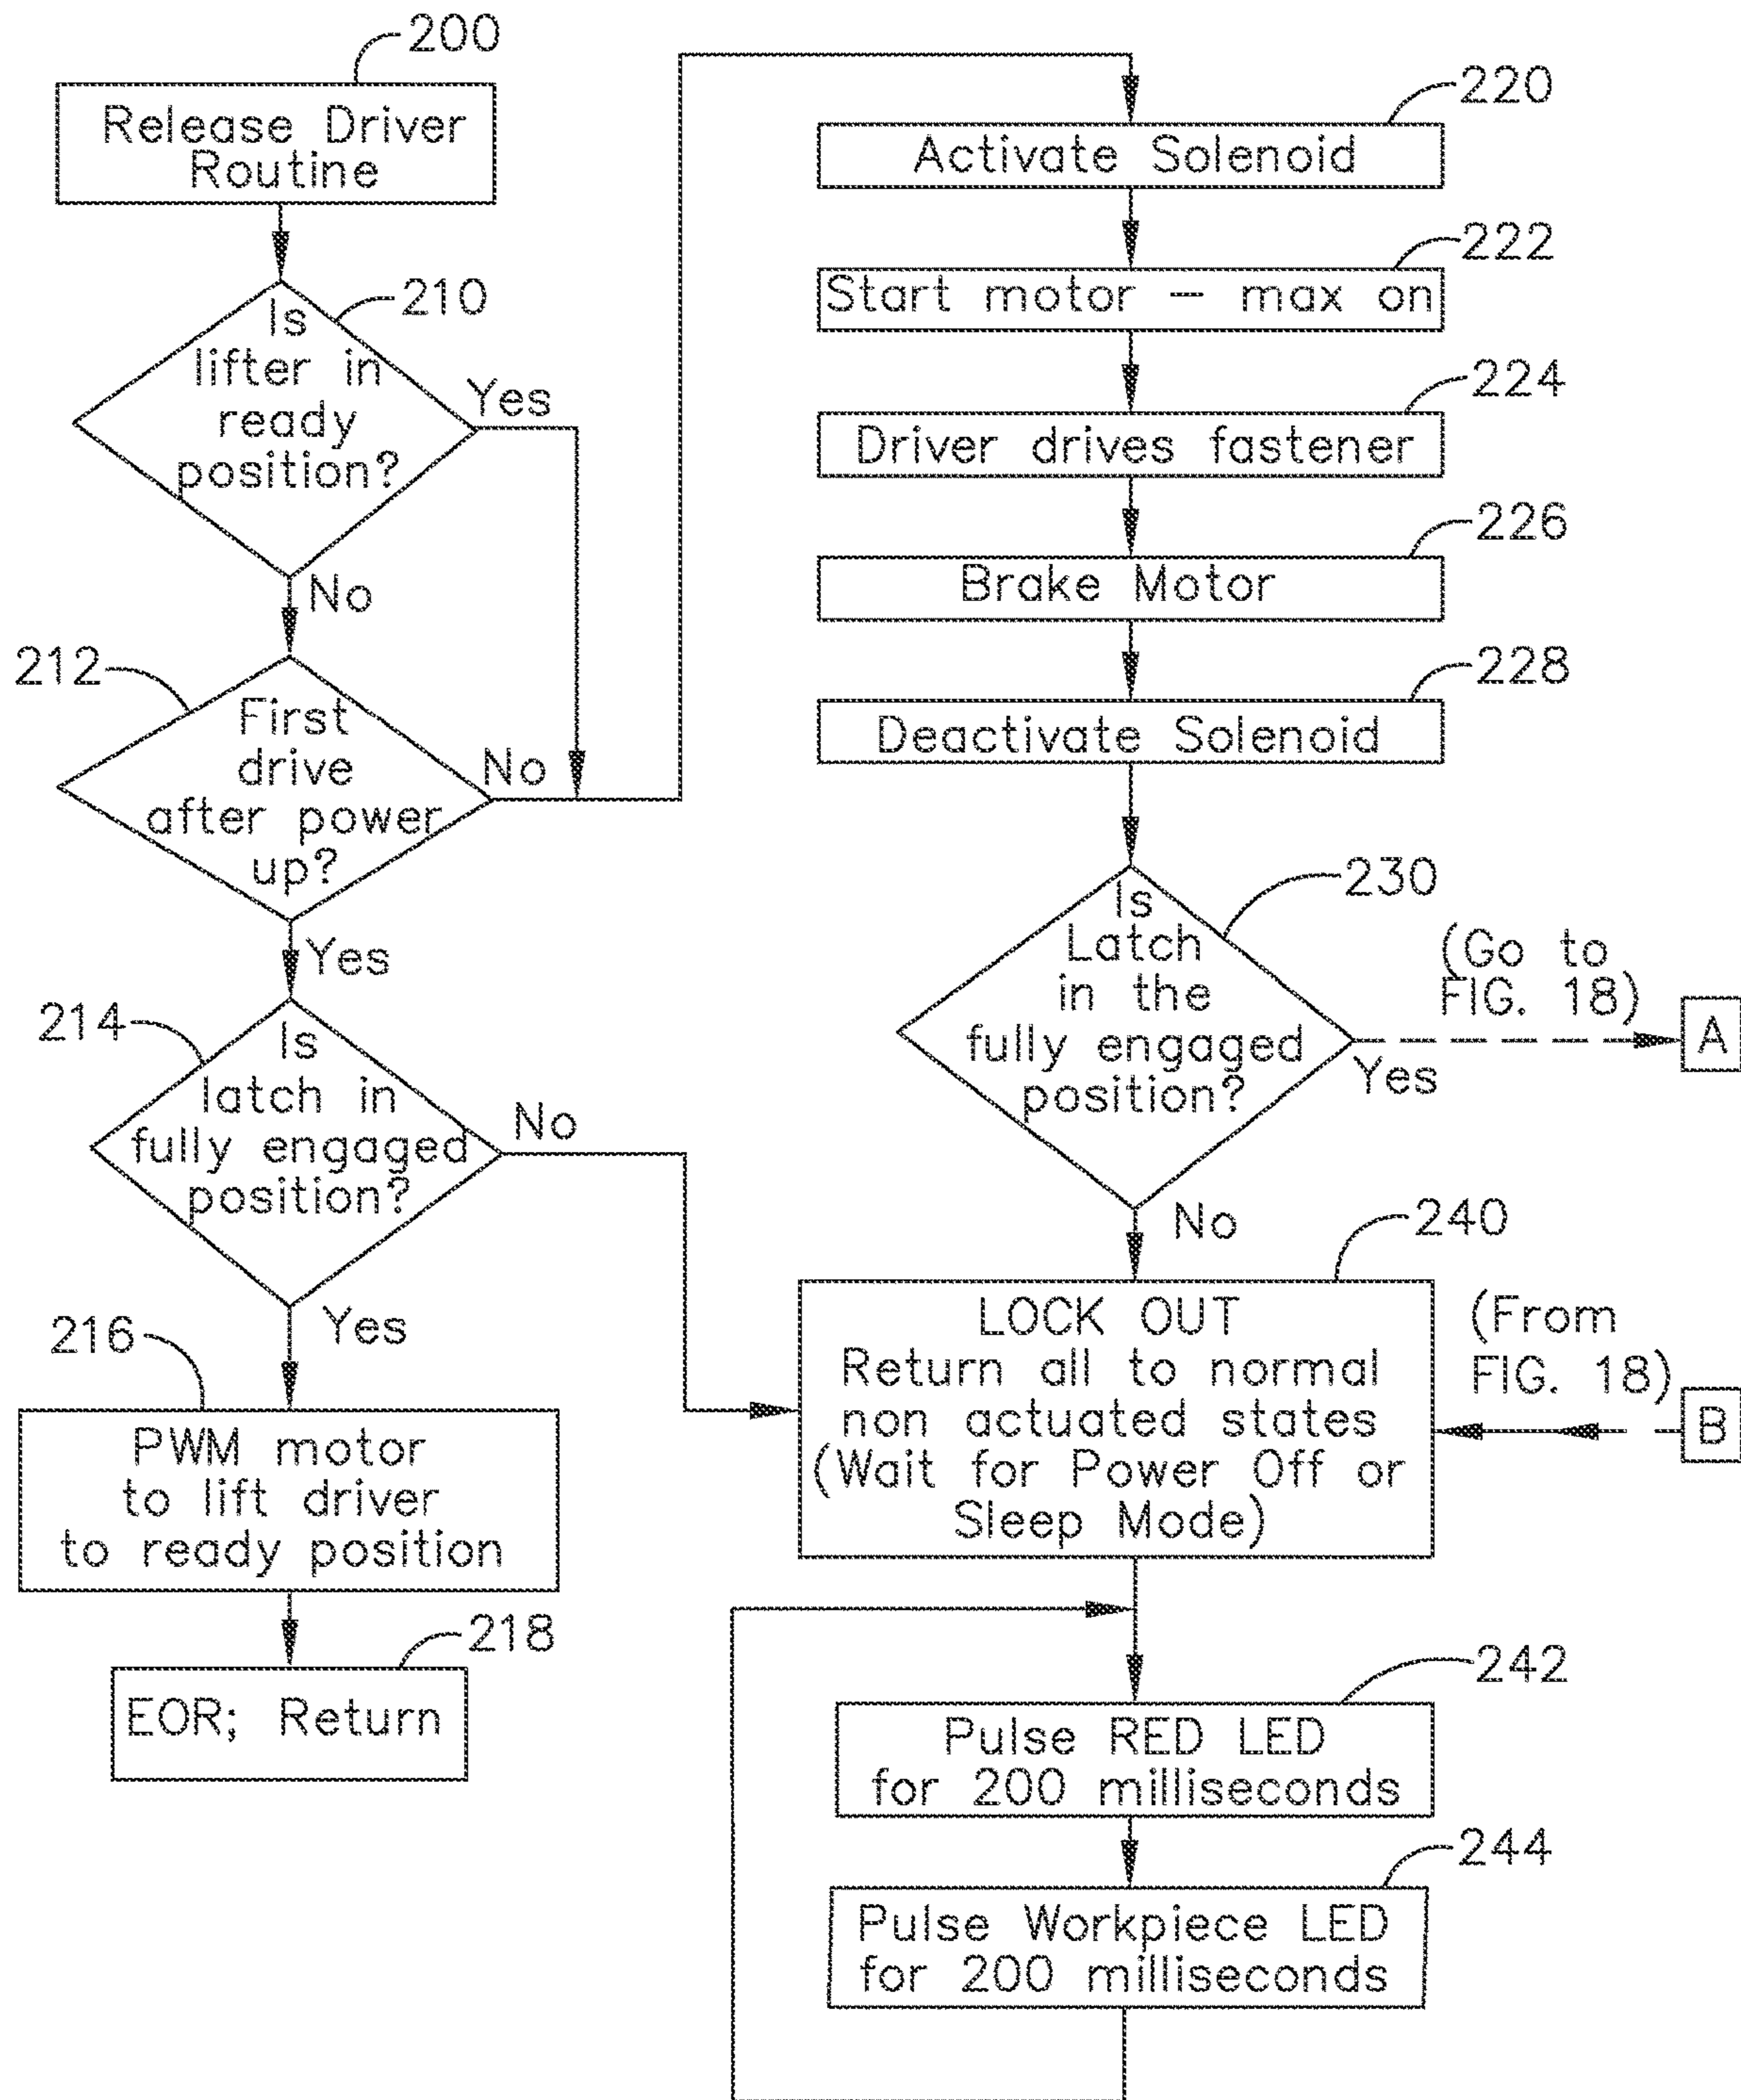 200
Release Driver
Routine
210
Is
lifter in
ready
position?
Yes
No
212
First
drive
after power
up?
No
Yes
214
Is
latch in
fully engaged
position?
No
Yes
216
PWM motor
to lift driver
to ready position
218
EOR; Return
220
Activate Solenoid
222
Start motor – max on
224
Driver drives fastener
226
Brake Motor
228
Deactivate Solenoid
230
Is
Latch
in the
fully engaged
position?
(Go to
FIG. 18)
A
Yes
No
240
LOCK OUT
Return all to normal
non actuated states
(Wait for Power Off or
Sleep Mode)
(From
FIG. 18)
B
242
Pulse RED LED
for 200 milliseconds
244
Pulse Workpiece LED
for 200 milliseconds